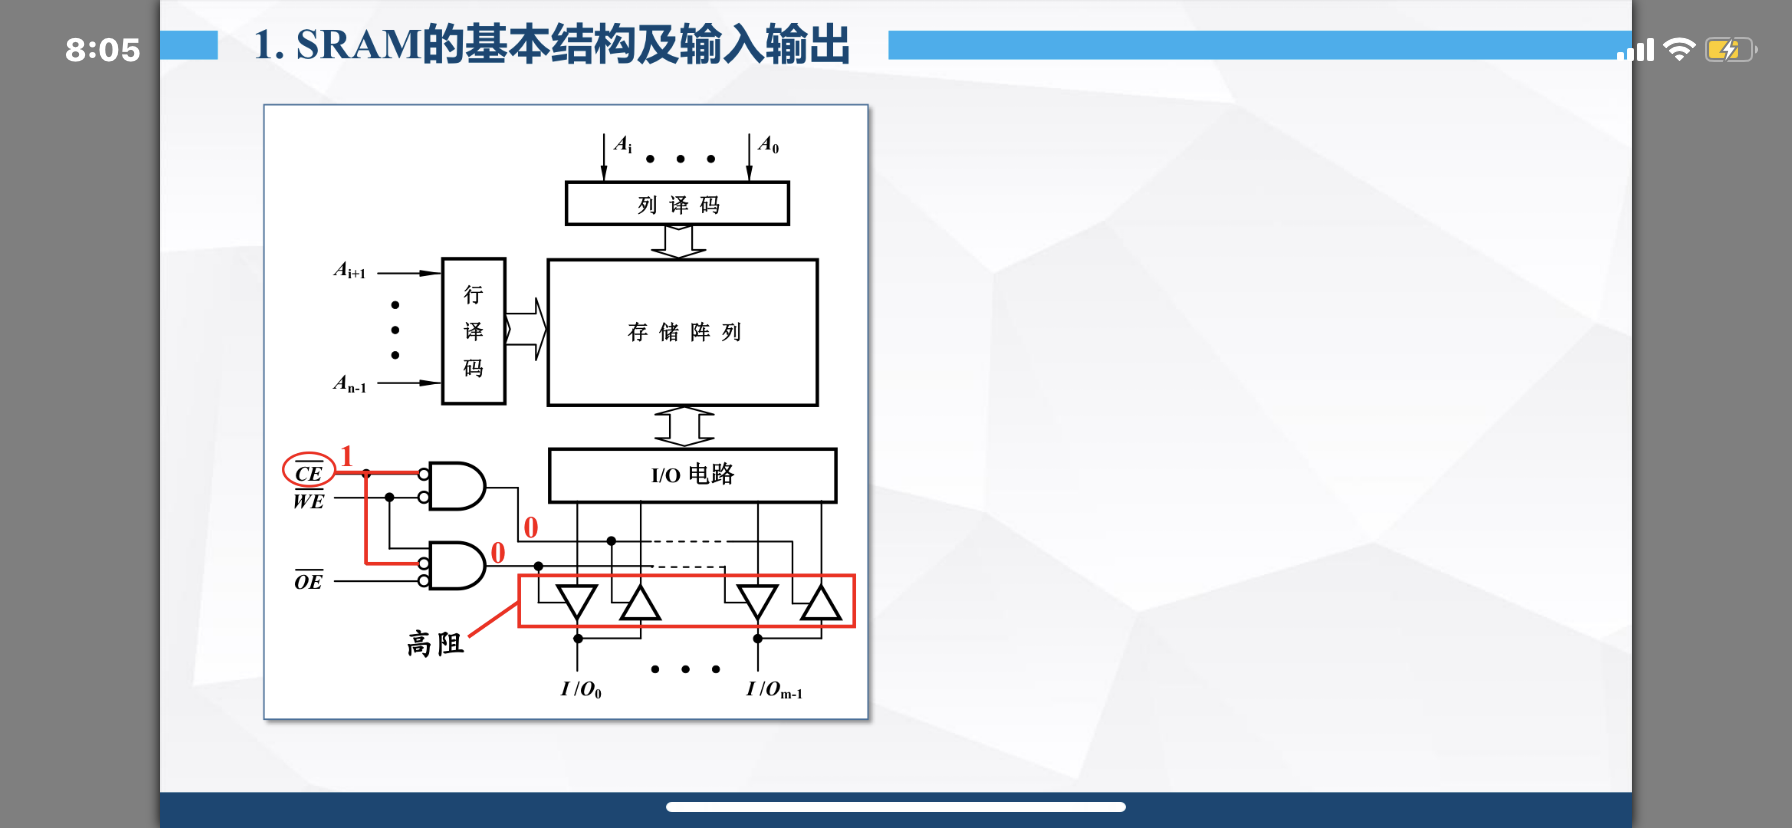 8:05
1. SRAM的基本结构及输入输出
Ai • • • A0
列译码
Ai+1
行译码
存储阵列
An-1
CE 1
WE
I/O 电路
0
0
OE
高阻
• • •
I/O0 I/Om-1